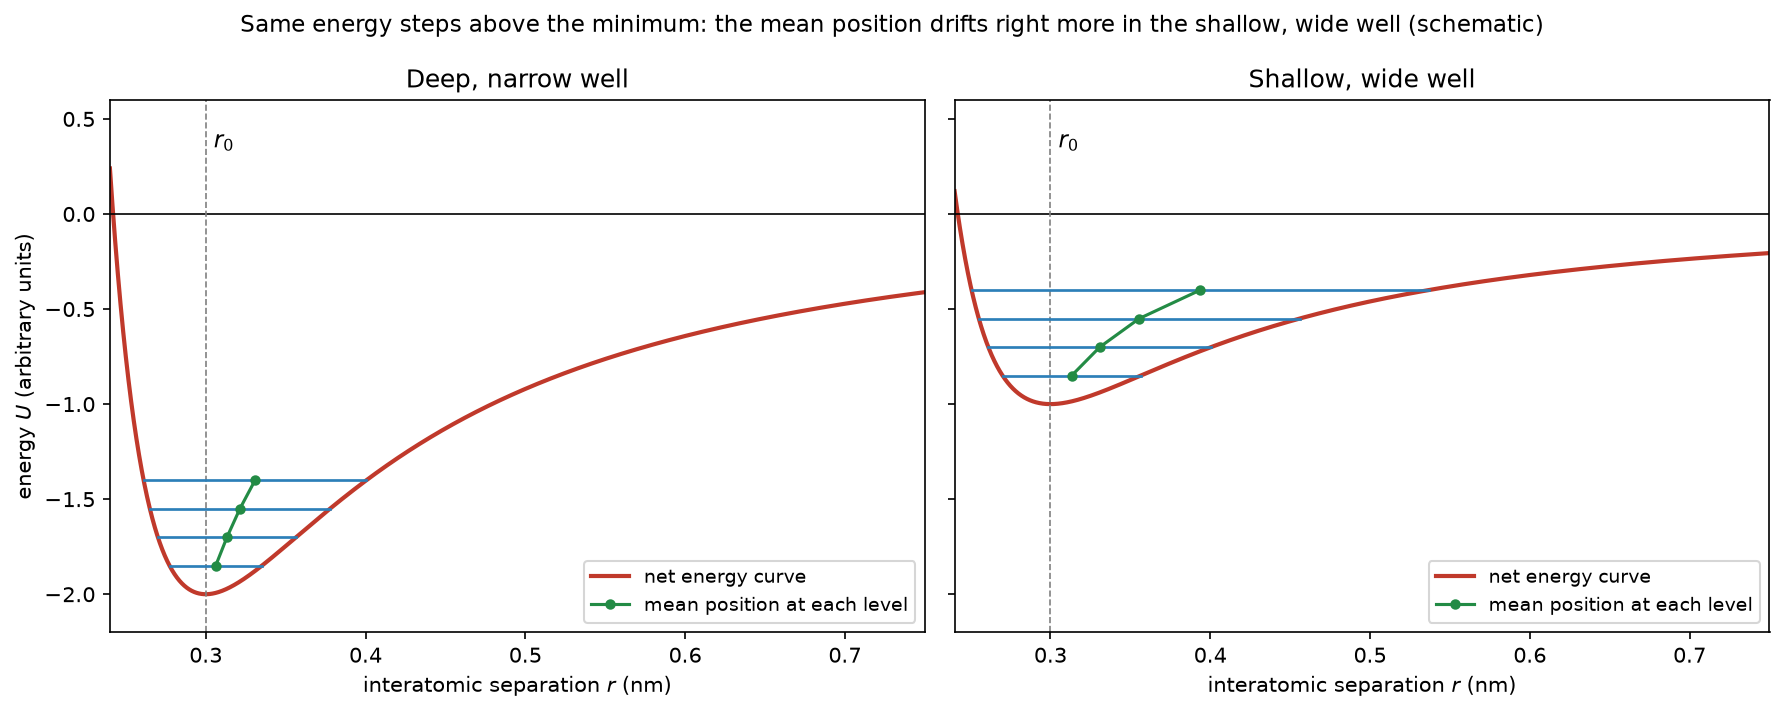 Same energy steps above the minimum: the mean position drifts right more in the shallow, wide well (schematic)
Deep, narrow well
energy U (arbitrary units)
0.5
0.0
−0.5
−1.0
−1.5
−2.0
r0
net energy curve
mean position at each level
0.3 0.4 0.5 0.6 0.7
interatomic separation r (nm)
Shallow, wide well
r0
net energy curve
mean position at each level
0.3 0.4 0.5 0.6 0.7
interatomic separation r (nm)